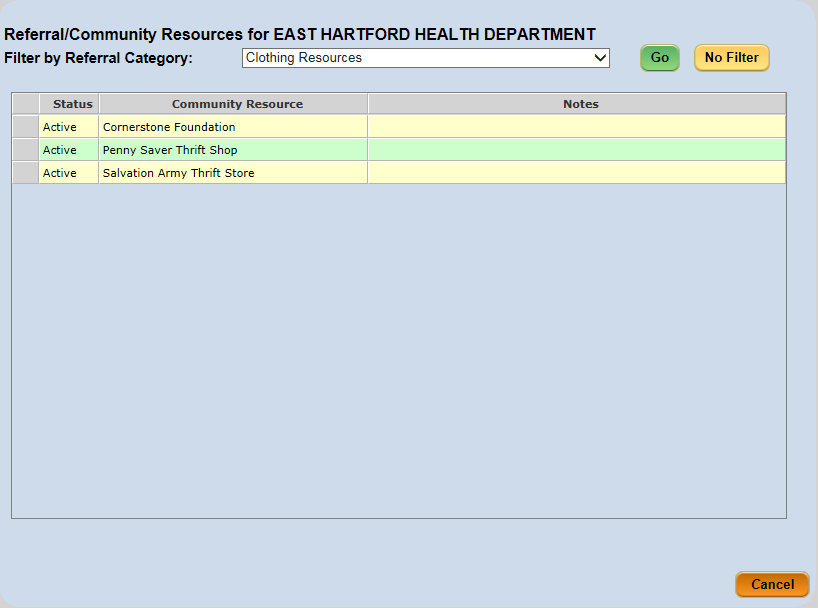 Referral/Community Resources for EAST HARTFORD HEALTH DEPARTMENT
Filter by Referral Category: Clothing Resources Go No Filter
Status Community Resource Notes
Active Cornerstone Foundation
Active Penny Saver Thrift Shop
Active Salvation Army Thrift Store
Cancel